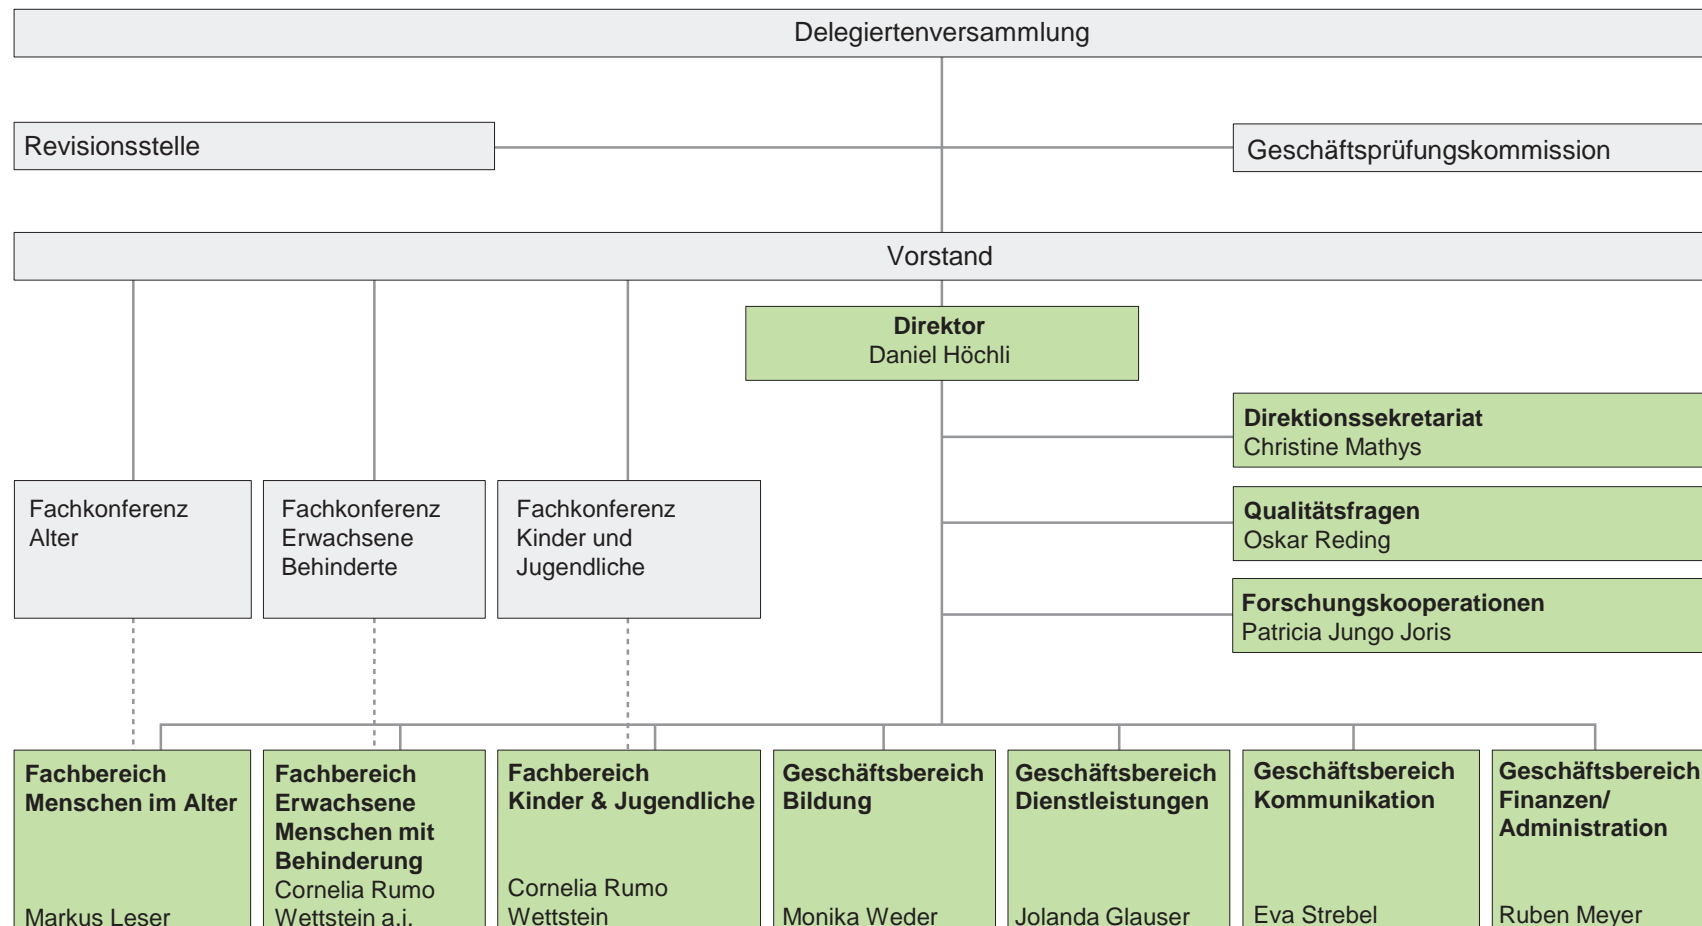 Delegiertenversammlung
Revisionsstelle
Geschäftsprüfungskommission
Vorstand
Direktor
Daniel Höchli
Direktionssekretariat
Christine Mathys
Fachkonferenz
Alter
Fachkonferenz
Erwachsene
Behinderte
Fachkonferenz
Kinder und
Jugendliche
Qualitätsfragen
Oskar Reding
Forschungskooperationen
Patricia Jungo Joris
Fachbereich
Menschen im Alter
Markus Leser
Fachbereich
Erwachsene
Menschen mit
Behinderung
Cornelia Rumo
Wettstein a.i.
Fachbereich
Kinder & Jugendliche
Cornelia Rumo
Wettstein
Geschäftsbereich
Bildung
Monika Weder
Geschäftsbereich
Dienstleistungen
Jolanda Glauser
Geschäftsbereich
Kommunikation
Eva Strebel
Geschäftsbereich
Finanzen/
Administration
Ruben Meyer